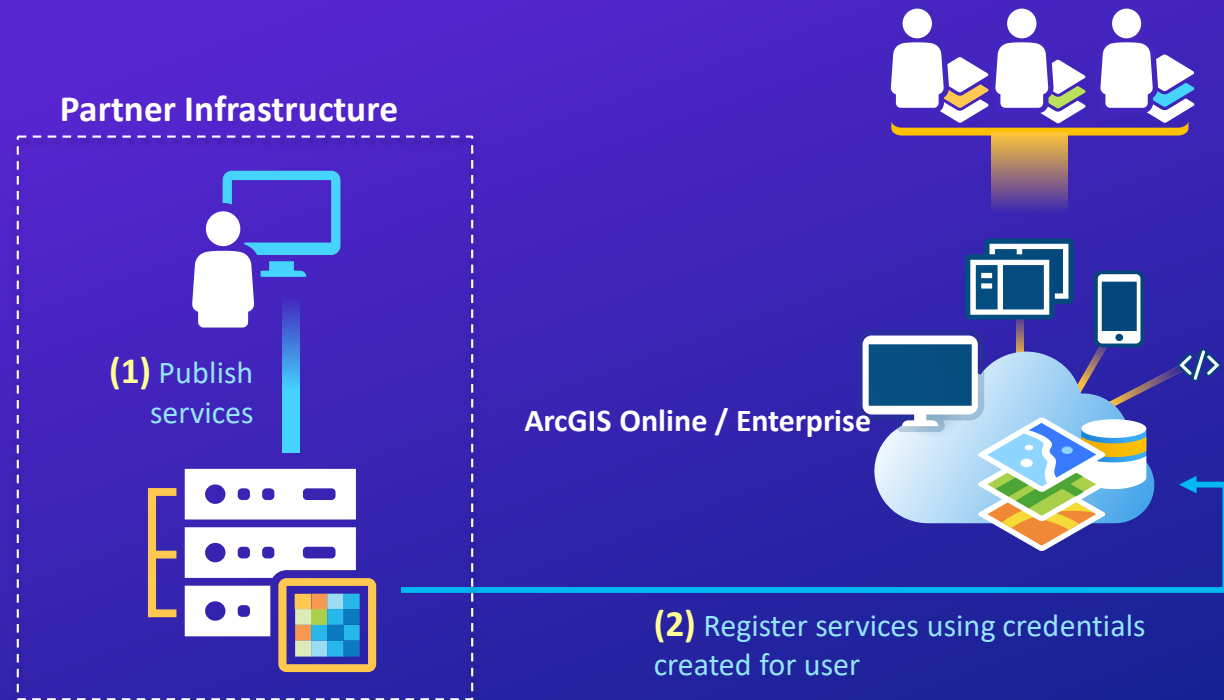 Partner Infrastructure
(1) Publish
services
ArcGIS Online / Enterprise
</>
(2) Register services using credentials
created for user